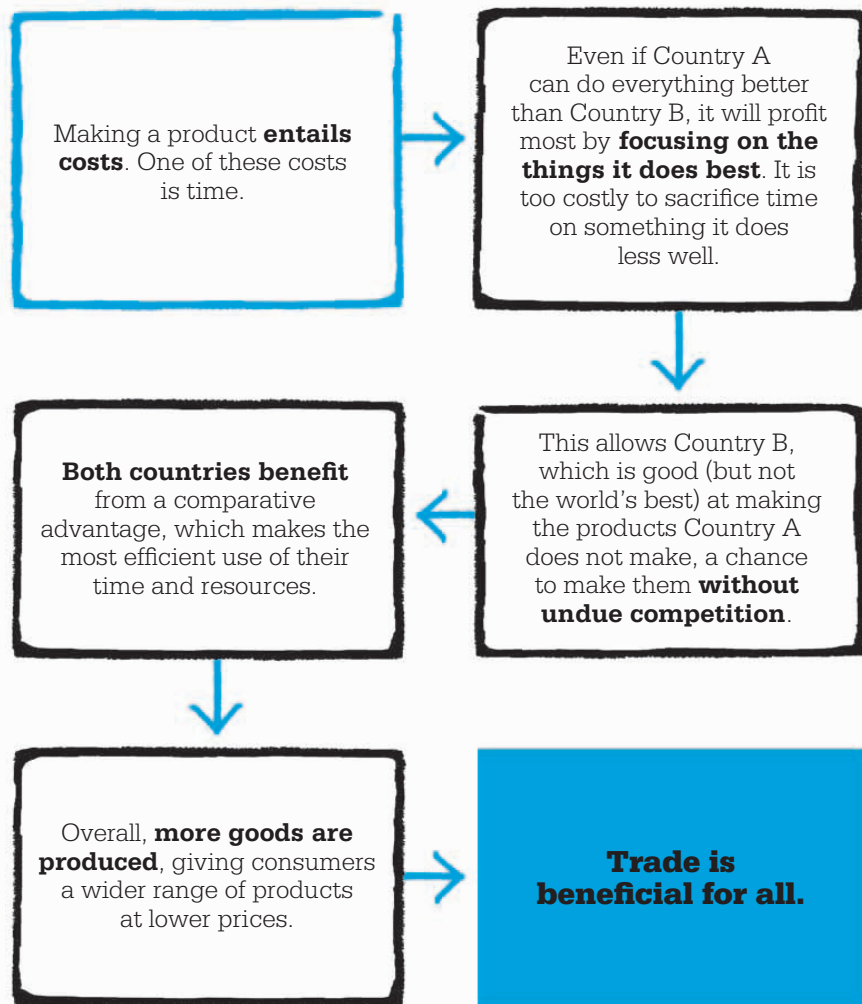 Making a product entails
costs. One of these costs
is time.
Even if Country A
can do everything better
than Country B, it will profit
most by focusing on the
things it does best. It is
too costly to sacrifice time
on something it does
less well.
This allows Country B,
which is good (but not
the world's best) at making
the products Country A
does not make, a chance
to make them without
undue competition.
Both countries benefit
from a comparative
advantage, which makes the
most efficient use of their
time and resources.
Overall, more goods are
produced, giving consumers
a wider range of products
at lower prices.
Trade is
beneficial for all.